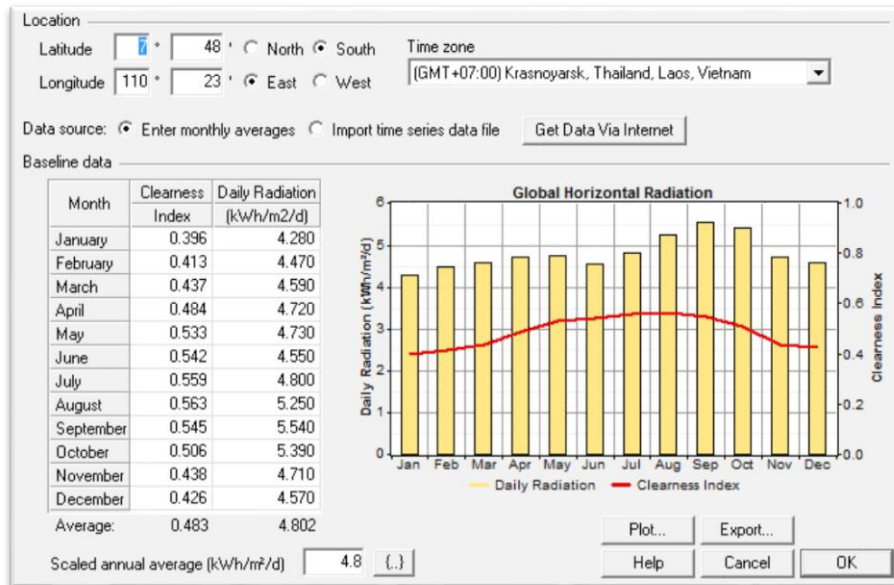 Location
Latitude 7 ° 48 ' North South
Time zone
Longitude 110 ° 23 ' East West
(GMT+07:00) Krasnoyarsk, Thailand, Laos, Vietnam
Data source: Enter monthly averages Import time series data file Get Data Via Internet
Baseline data
Month Clearness Index Daily Radiation (kWh/m2/d)
January 0.396 4.280
February 0.413 4.470
March 0.437 4.590
April 0.484 4.720
May 0.533 4.730
June 0.542 4.550
July 0.559 4.800
August 0.563 5.250
September 0.545 5.540
October 0.506 5.390
November 0.438 4.710
December 0.426 4.570
Average: 0.483 4.802
Scaled annual average (kWh/m²/d) 4.8 {..}
Global Horizontal Radiation
Daily Radiation (kWh/m²/d)
6
5
4
3
2
1
0
Jan Feb Mar Apr May Jun Jul Aug Sep Oct Nov Dec
1.0
0.8
0.6
0.4
0.2
0.0
Clearness Index
Daily Radiation Clearness Index
Plot... Export...
Help Cancel OK